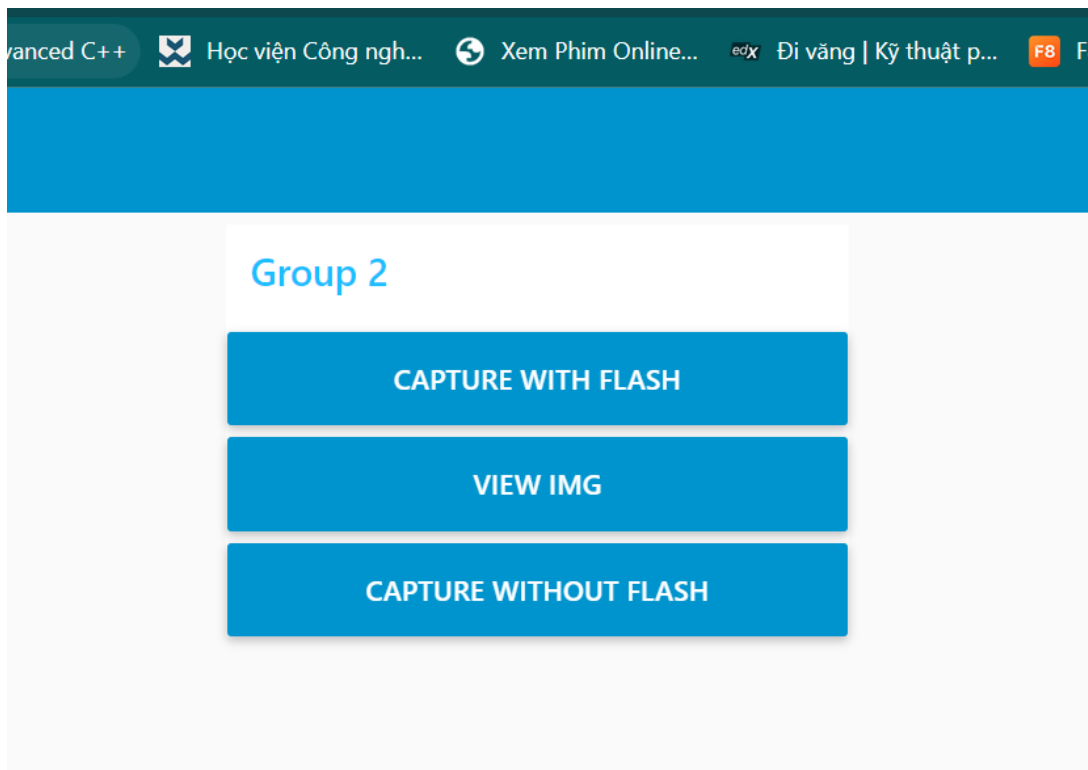 vanced C++ Học viện Công ngh... Xem Phim Online... edX Đi văng | Kỹ thuật p... F8 F
Group 2
CAPTURE WITH FLASH
VIEW IMG
CAPTURE WITHOUT FLASH